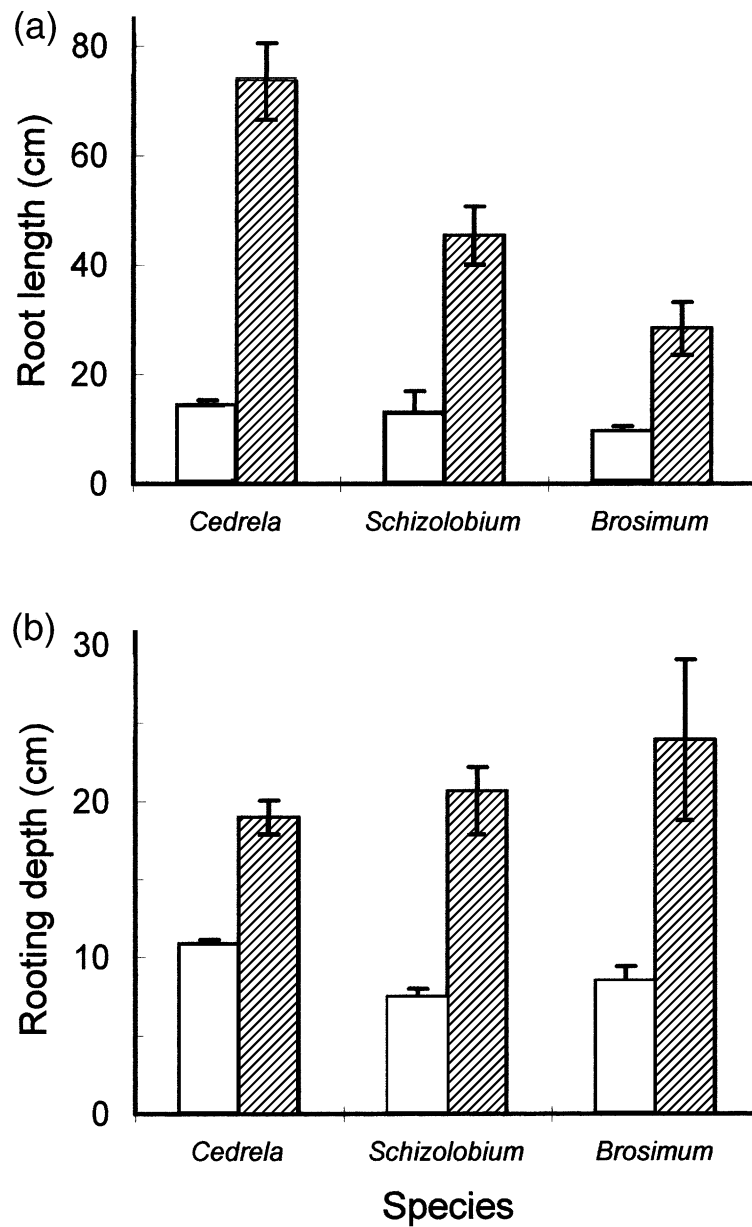 (a)
Root length (cm)
80
60
40
20
0
Cedrela Schizolobium Brosimum
(b)
Rooting depth (cm)
30
20
10
0
Cedrela Schizolobium Brosimum
Species